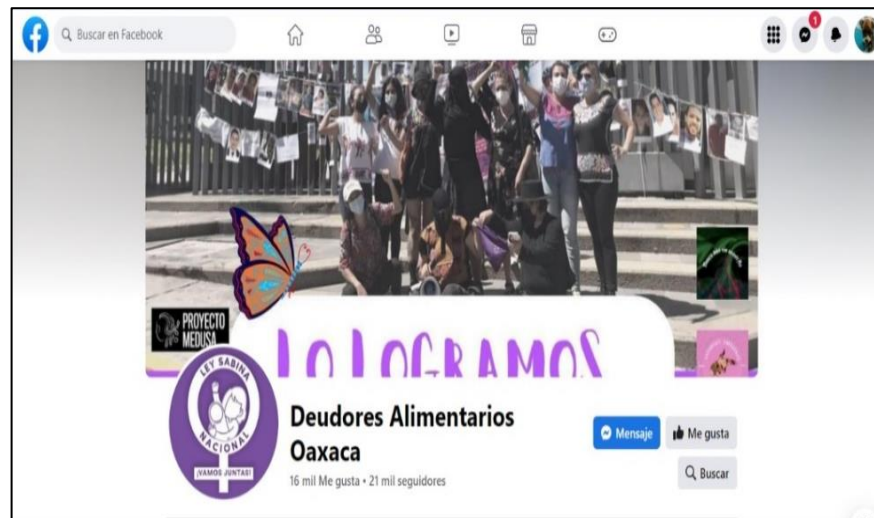 Buscar en Facebook
1
PROYECTO
MEDUSA
LO LOGRAMOS
LEY SABINA
NACIONAL
¡VAMOS JUNTAS!
Deudores Alimentarios
Oaxaca
16 mil Me gusta • 21 mil seguidores
Mensaje
Me gusta
Buscar